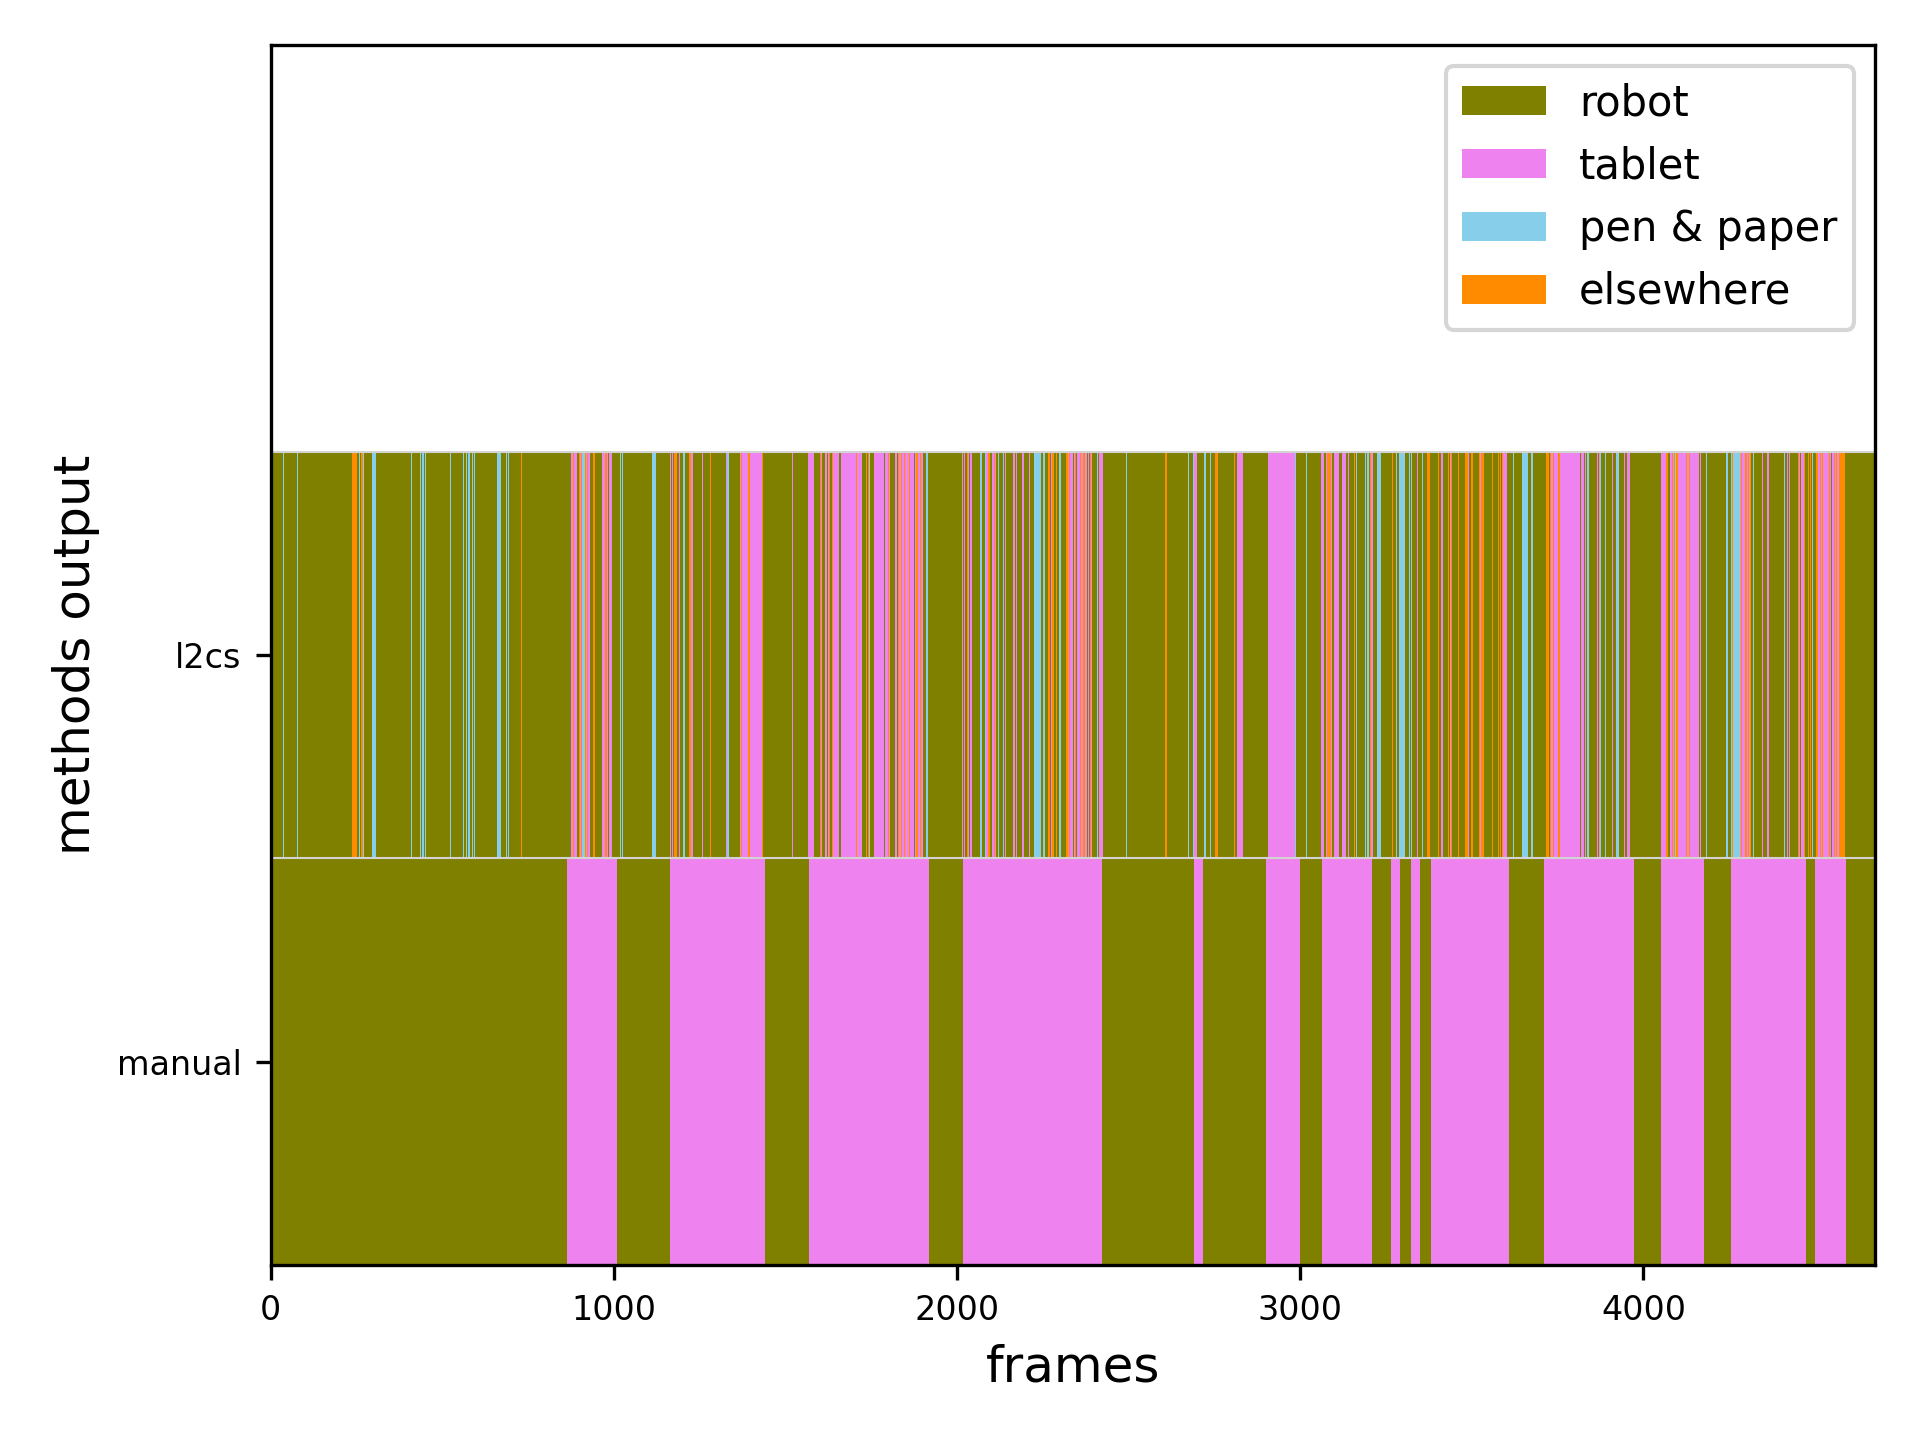 robot
tablet
pen & paper
elsewhere
methods output
l2cs
manual
0 1000 2000 3000 4000
frames